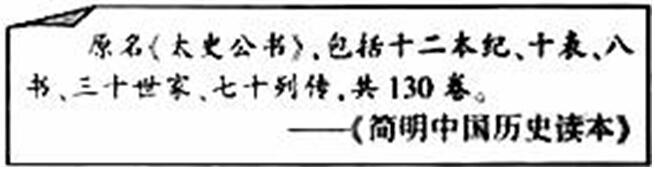 原名《太史公书》,包括十二本纪、十表、八
书、三十世家、七十列传,共130卷。
——《简明中国历史读本》